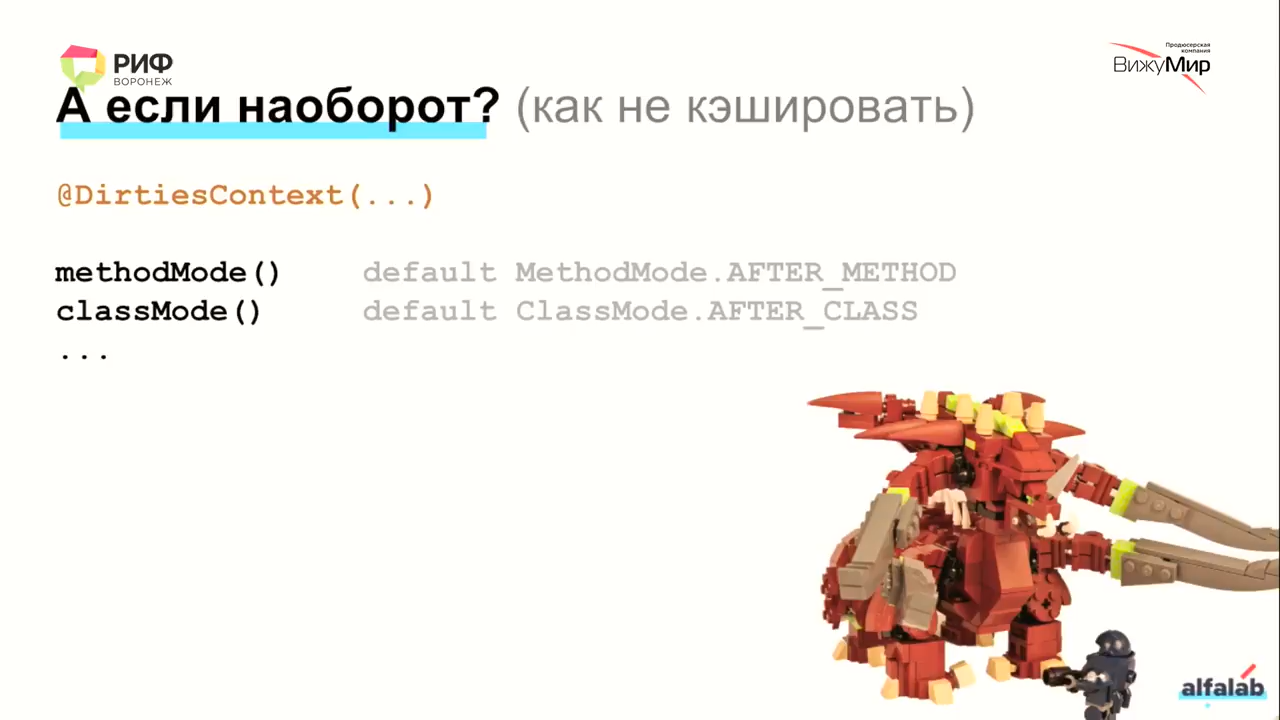 РИФ
ВОРОНЕЖ
Продюсерская
компания
ВижуМир
А если наоборот? (как не кэшировать)
@DirtiesContext(...)
methodMode() default MethodMode.AFTER_METHOD
classMode() default ClassMode.AFTER_CLASS
...
alfalab